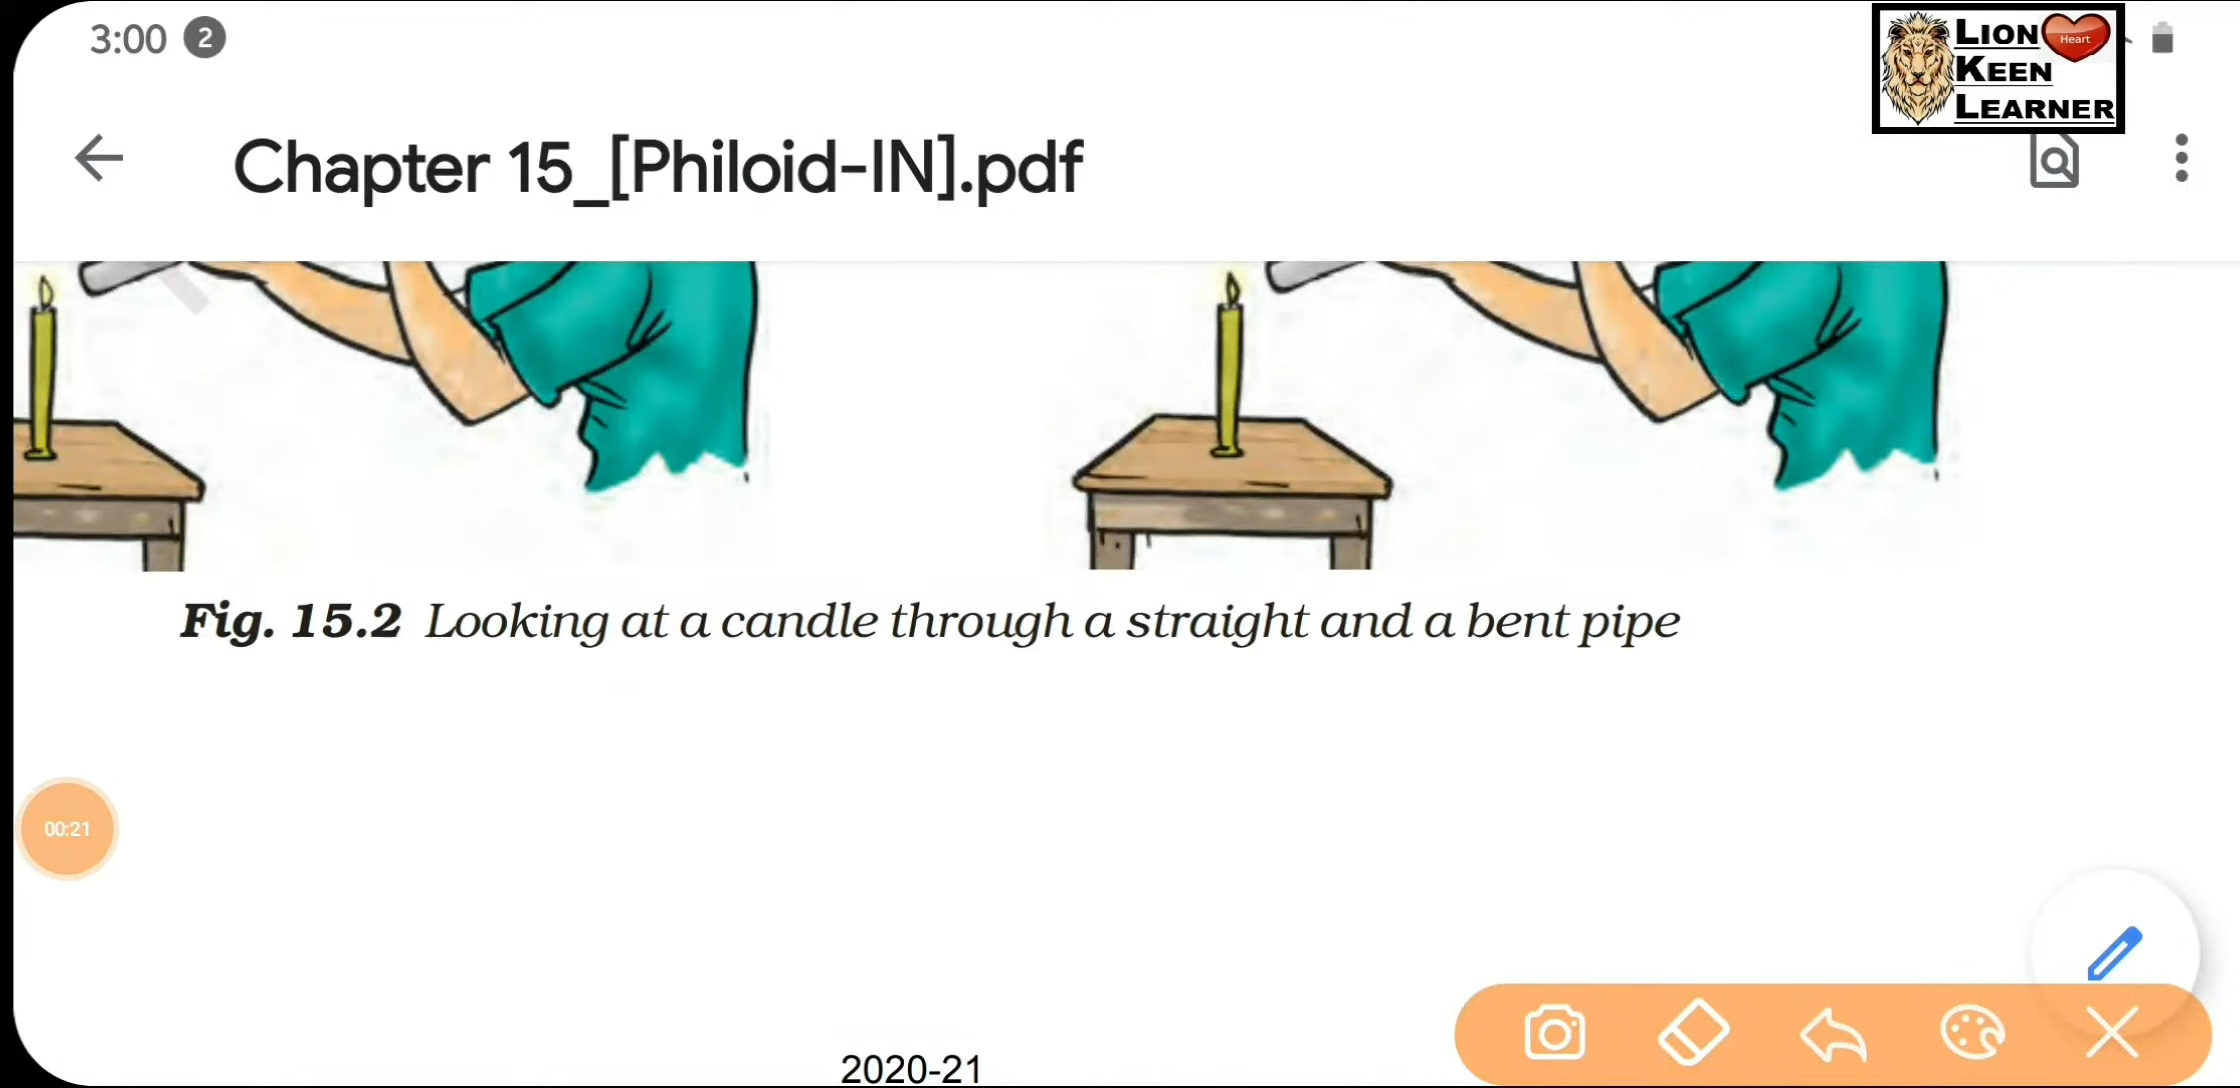 3:00 2
LION Heart
KEEN
LEARNER
Chapter 15_[Philoid-IN].pdf
Fig. 15.2 Looking at a candle through a straight and a bent pipe
00:21
2020-21